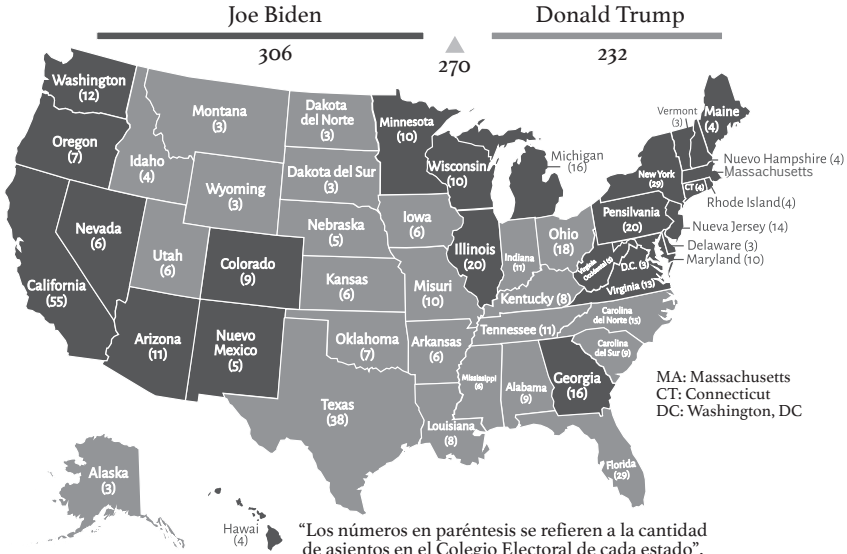 Joe Biden
Donald Trump
306
270
232
Washington
(12)
Oregon
(7)
California
(55)
Nevada
(6)
Idaho
(4)
Montana
(3)
Wyoming
(3)
Utah
(6)
Colorado
(9)
Arizona
(11)
Nuevo
Mexico
(5)
Dakota
del Norte
(3)
Dakota del Sur
(3)
Nebraska
(5)
Kansas
(6)
Oklahoma
(7)
Texas
(38)
Minnesota
(10)
Iowa
(6)
Misuri
(10)
Arkansas
(6)
Louisiana
(8)
Wisconsin
(10)
Illinois
(20)
Michigan
(16)
Indiana
(11)
Ohio
(18)
Kentucky (8)
Tennessee (11)
Mississippi
(6)
Alabama
(9)
Georgia
(16)
Florida
(29)
Carolina
del Sur (9)
Carolina
del Norte (15)
Virginia (13)
Virginia
Occidental (5)
D.C. (3)
Pensilvania
(20)
New York
(29)
Vermont
(3)
Maine
(4)
Nuevo Hampshire (4)
Massachusetts
CT (4)
Rhode Island(4)
Nueva Jersey (14)
Delaware (3)
Maryland (10)
MA: Massachusetts
CT: Connecticut
DC: Washington, DC
Alaska
(3)
Hawai
(4)
“Los números en paréntesis se refieren a la cantidad
de asientos en el Colegio Electoral de cada estado”.